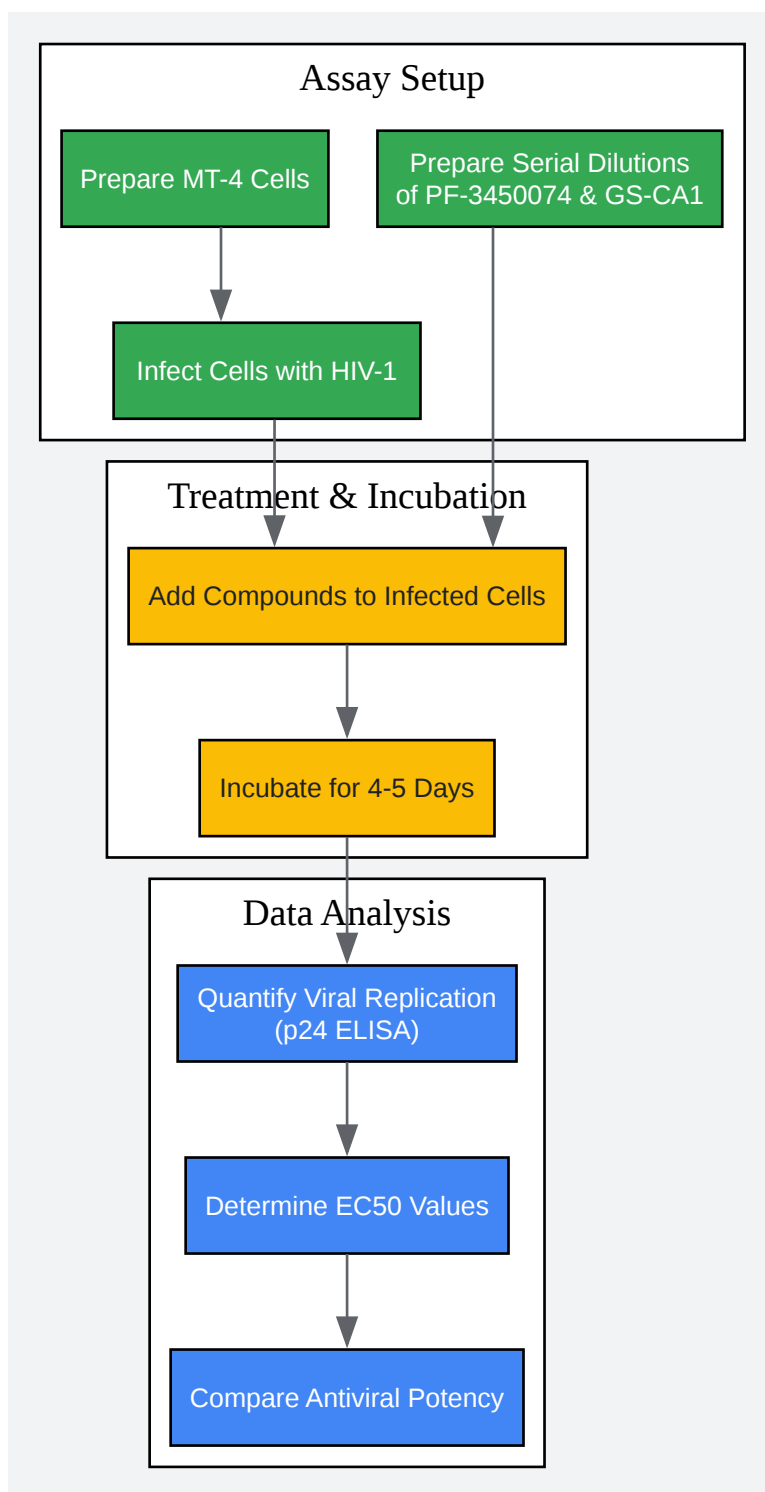 Assay Setup
Prepare MT-4 Cells
Prepare Serial Dilutions
of PF-3450074 & GS-CA1
Infect Cells with HIV-1
Treatment & Incubation
Add Compounds to Infected Cells
Incubate for 4-5 Days
Data Analysis
Quantify Viral Replication
(p24 ELISA)
Determine EC50 Values
Compare Antiviral Potency